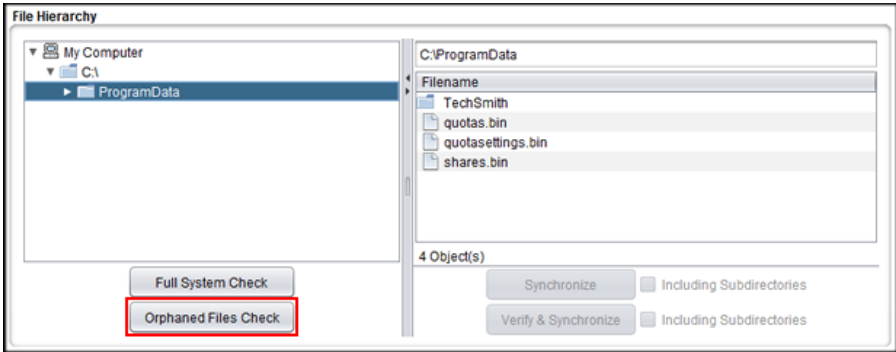 File Hierarchy
My Computer
C:\
ProgramData
Full System Check
Orphaned Files Check
C:\ProgramData
Filename
TechSmith
quotas.bin
quotasettings.bin
shares.bin
4 Object(s)
Synchronize Including Subdirectories
Verify & Synchronize Including Subdirectories